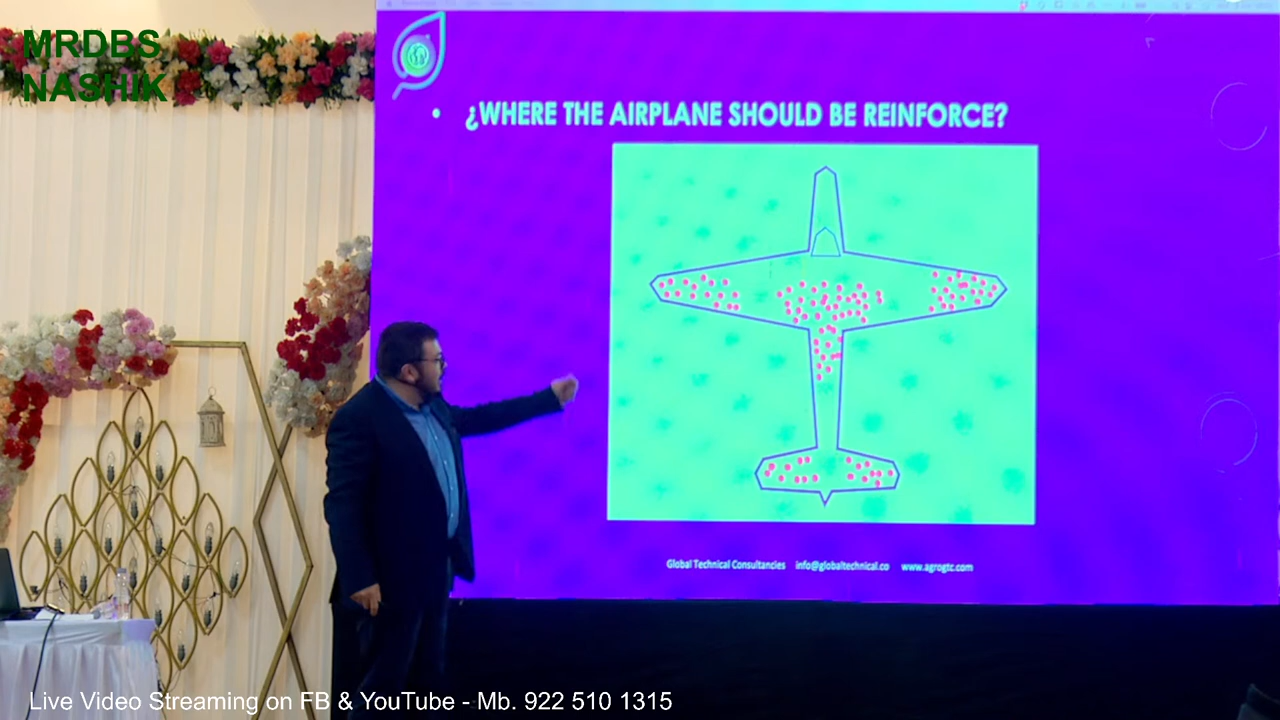 MRDBS
NASHIK
• ¿WHERE THE AIRPLANE SHOULD BE REINFORCE?
Global Technical Consultancies info@globaltechnical.co www.agrogtc.com
Live Video Streaming on FB & YouTube - Mb. 922 510 1315